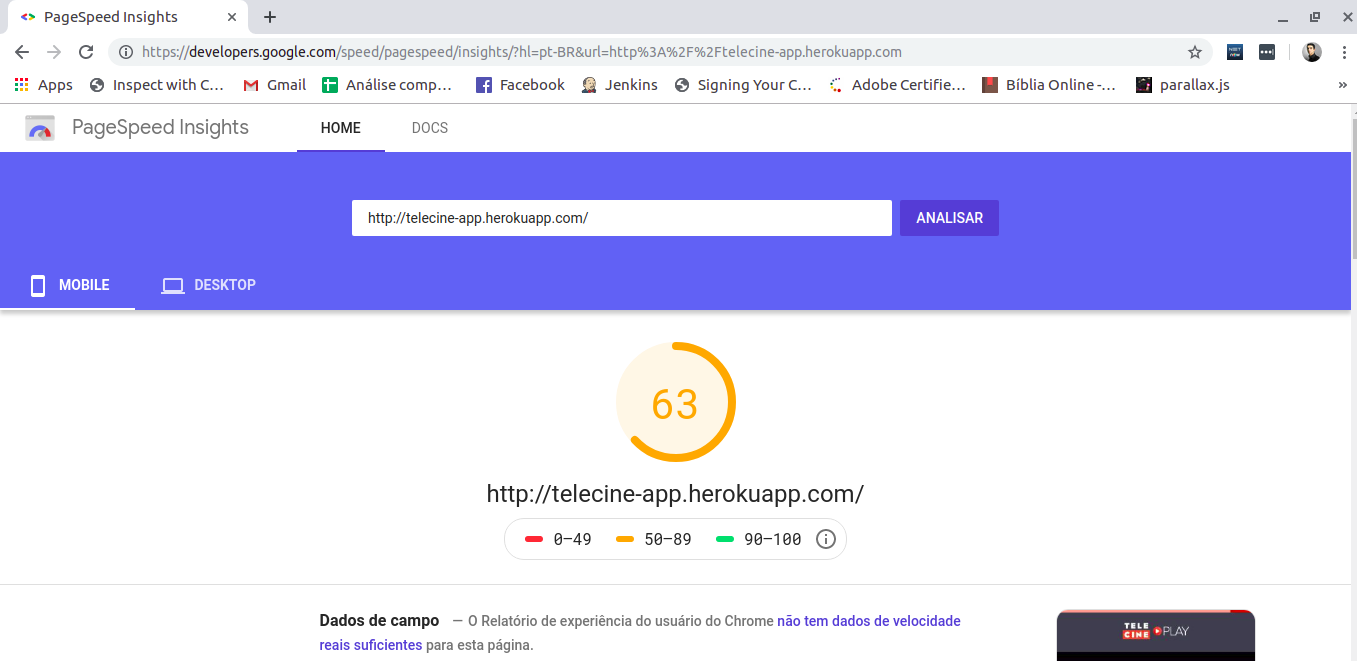 PageSpeed Insights
https://developers.google.com/speed/pagespeed/insights/?hl=pt-BR&url=http%3A%2F%2Ftelecine-app.herokuapp.com
Apps Inspect with C... Gmail Análise comp... Facebook Jenkins Signing Your C... Adobe Certifie... Bíblia Online -... parallax.js »
PageSpeed Insights HOME DOCS
http://telecine-app.herokuapp.com/ ANALISAR
MOBILE DESKTOP
63
http://telecine-app.herokuapp.com/
0–49 50–89 90–100
Dados de campo — O Relatório de experiência do usuário do Chrome não tem dados de velocidade
reais suficientes para esta página.
TELE
CINE PLAY